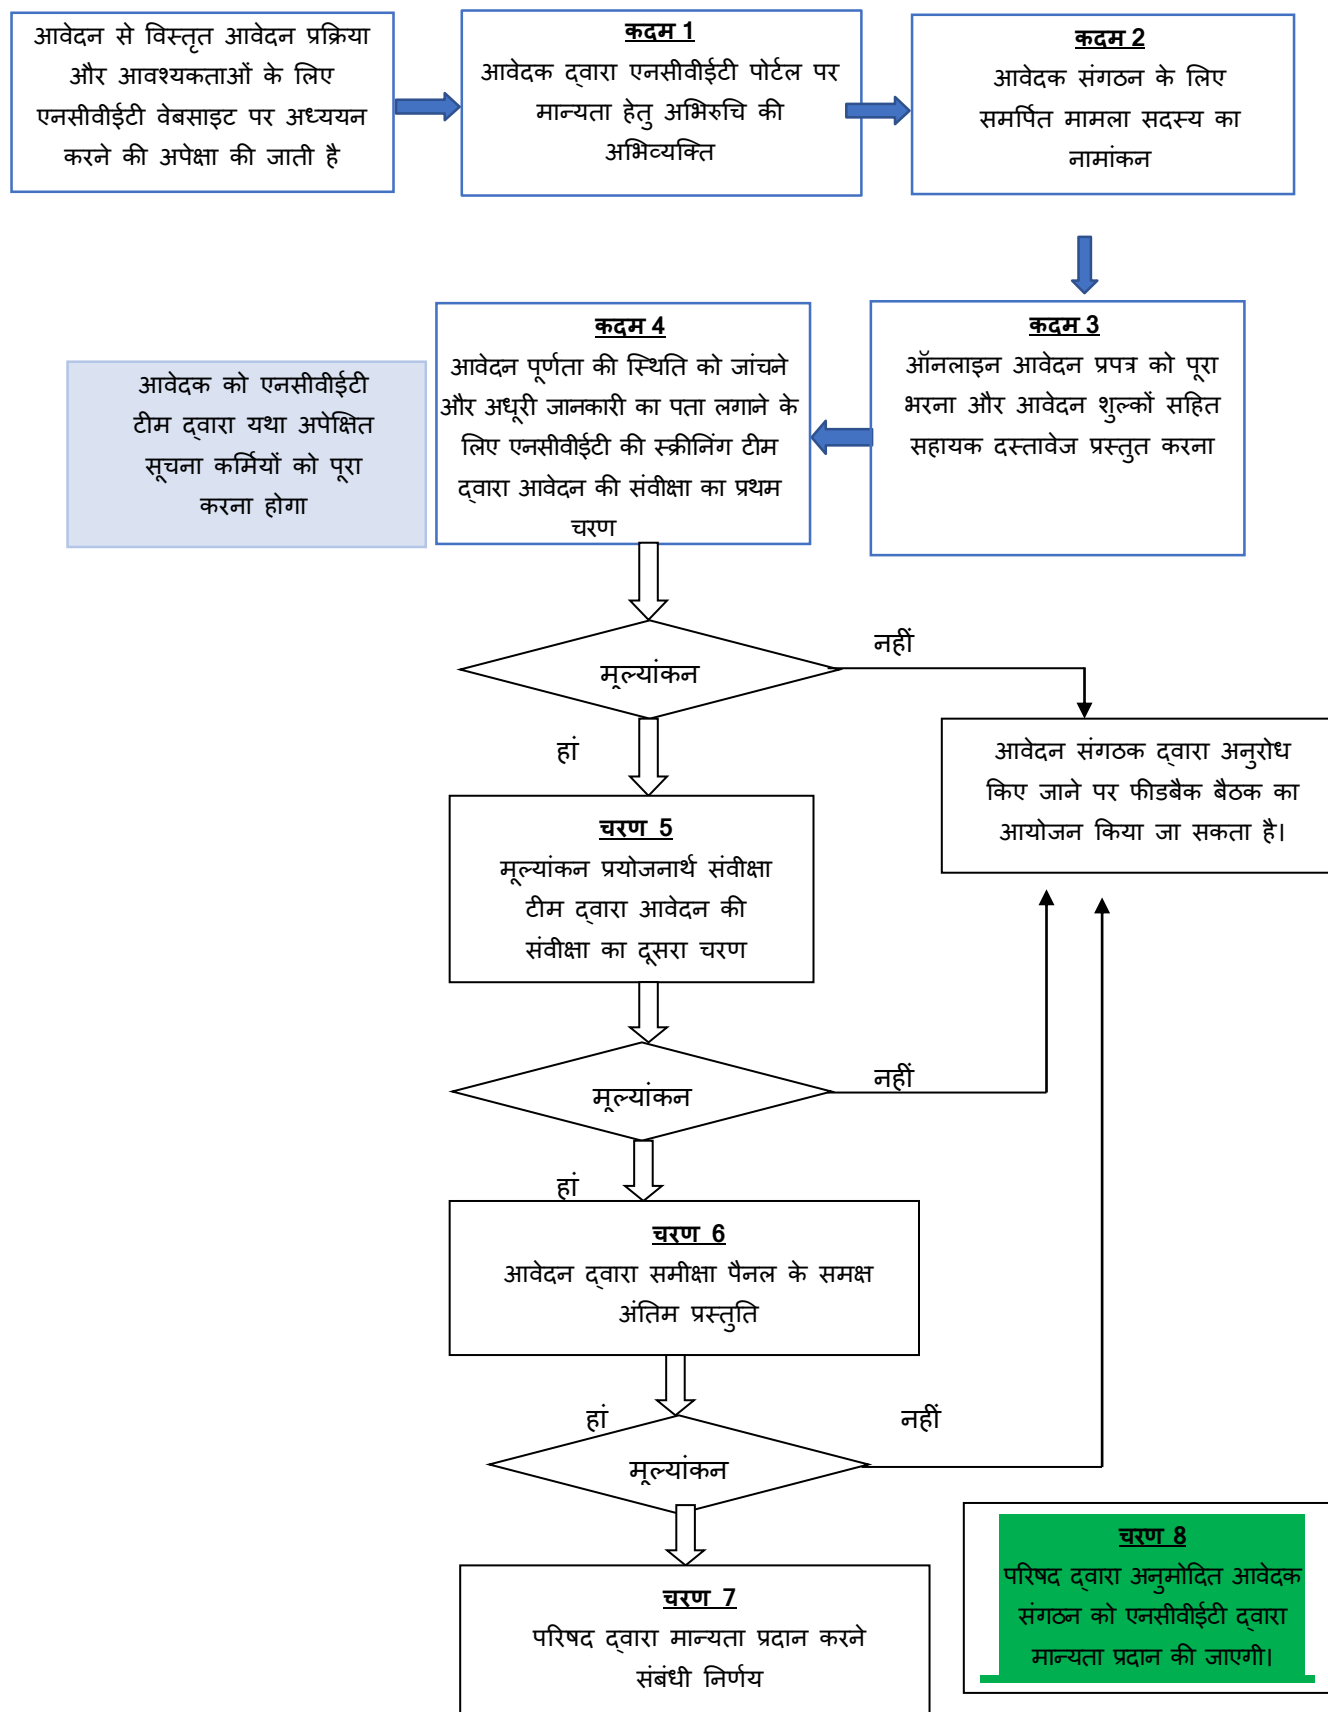 आवेदन से विस्तृत आवेदन प्रक्रिया
और आवश्यकताओं के लिए
एनसीवीईटी वेबसाइट पर अध्ययन
करने की अपेक्षा की जाती है
कदम 1
आवेदक द्वारा एनसीवीईटी पोर्टल पर
मान्यता हेतु अभिरुचि की
अभिव्यक्ति
कदम 2
आवेदक संगठन के लिए
समर्पित मामला सदस्य का
नामांकन
कदम 3
ऑनलाइन आवेदन प्रपत्र को पूरा
भरना और आवेदन शुल्कों सहित
सहायक दस्तावेज प्रस्तुत करना
कदम 4
आवेदन पूर्णता की स्थिति को जांचने
और अधूरी जानकारी का पता लगाने के
लिए एनसीवीईटी की स्क्रीनिंग टीम
द्वारा आवेदन की संवीक्षा का प्रथम
चरण
आवेदक को एनसीवीईटी
टीम द्वारा यथा अपेक्षित
सूचना कर्मियों को पूरा
करना होगा
मूल्यांकन
नहीं
हां
आवेदन संगठक द्वारा अनुरोध
किए जाने पर फीडबैक बैठक का
आयोजन किया जा सकता है।
चरण 5
मूल्यांकन प्रयोजनार्थ संवीक्षा
टीम द्वारा आवेदन की
संवीक्षा का दूसरा चरण
मूल्यांकन
नहीं
हां
चरण 6
आवेदन द्वारा समीक्षा पैनल के समक्ष
अंतिम प्रस्तुति
हां
नहीं
मूल्यांकन
चरण 7
परिषद द्वारा मान्यता प्रदान करने
संबंधी निर्णय
चरण 8
परिषद द्वारा अनुमोदित आवेदक
संगठन को एनसीवीईटी द्वारा
मान्यता प्रदान की जाएगी।